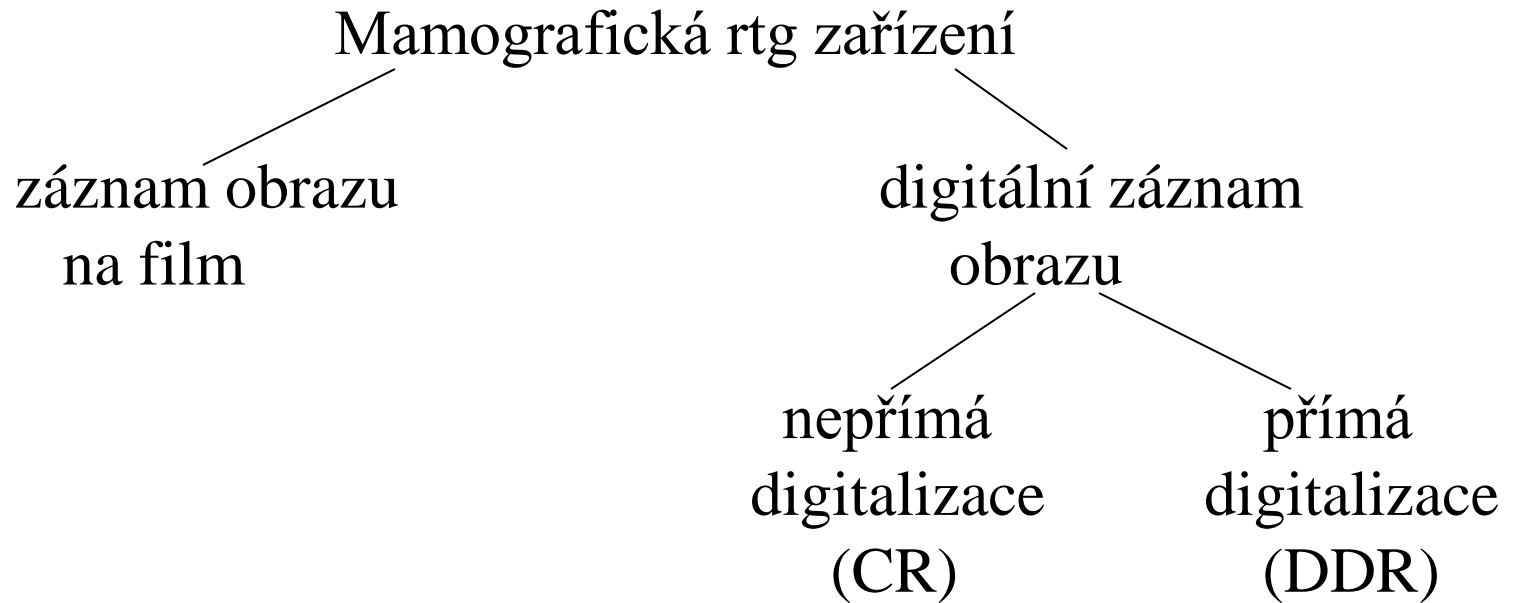 Mamografická rtg zařízení
záznam obrazu
na film
digitální záznam
obrazu
nepřímá
digitalizace
(CR)
přímá
digitalizace
(DDR)